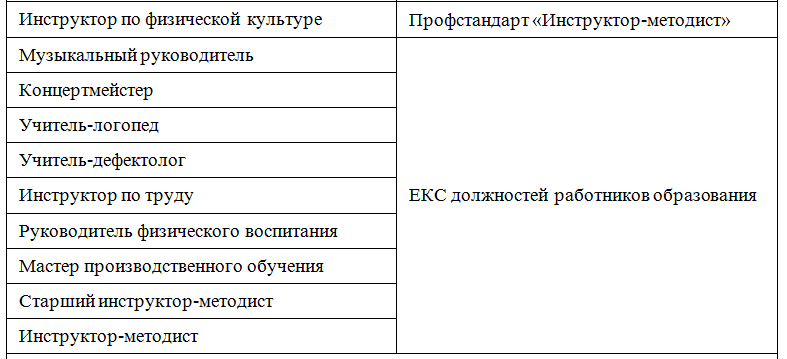 Инструктор по физической культуре
Профстандарт «Инструктор-методист»
Музыкальный руководитель
Концертмейстер
Учитель-логопед
Учитель-дефектолог
Инструктор по труду
ЕКС должностей работников образования
Руководитель физического воспитания
Мастер производственного обучения
Старший инструктор-методист
Инструктор-методист